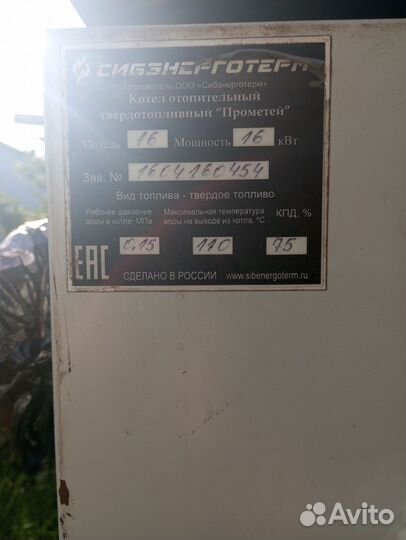 СИБЭНЕРГОТЕРМ
Изготовитель ООО «Сибэнерготерм»
Котел отопительный
твердотопливный "Прометей"
Модель 16 Мощность 16 кВт
Зав. № 1604160454
Вид топлива - твердое топливо
Рабочее давление воды в котле: МПа
Максимальная температура воды на выходе из котла, °С
КПД, %
0,15 110 75
EAC СДЕЛАНО В РОССИИ www.sibenergoterm.ru
Avito